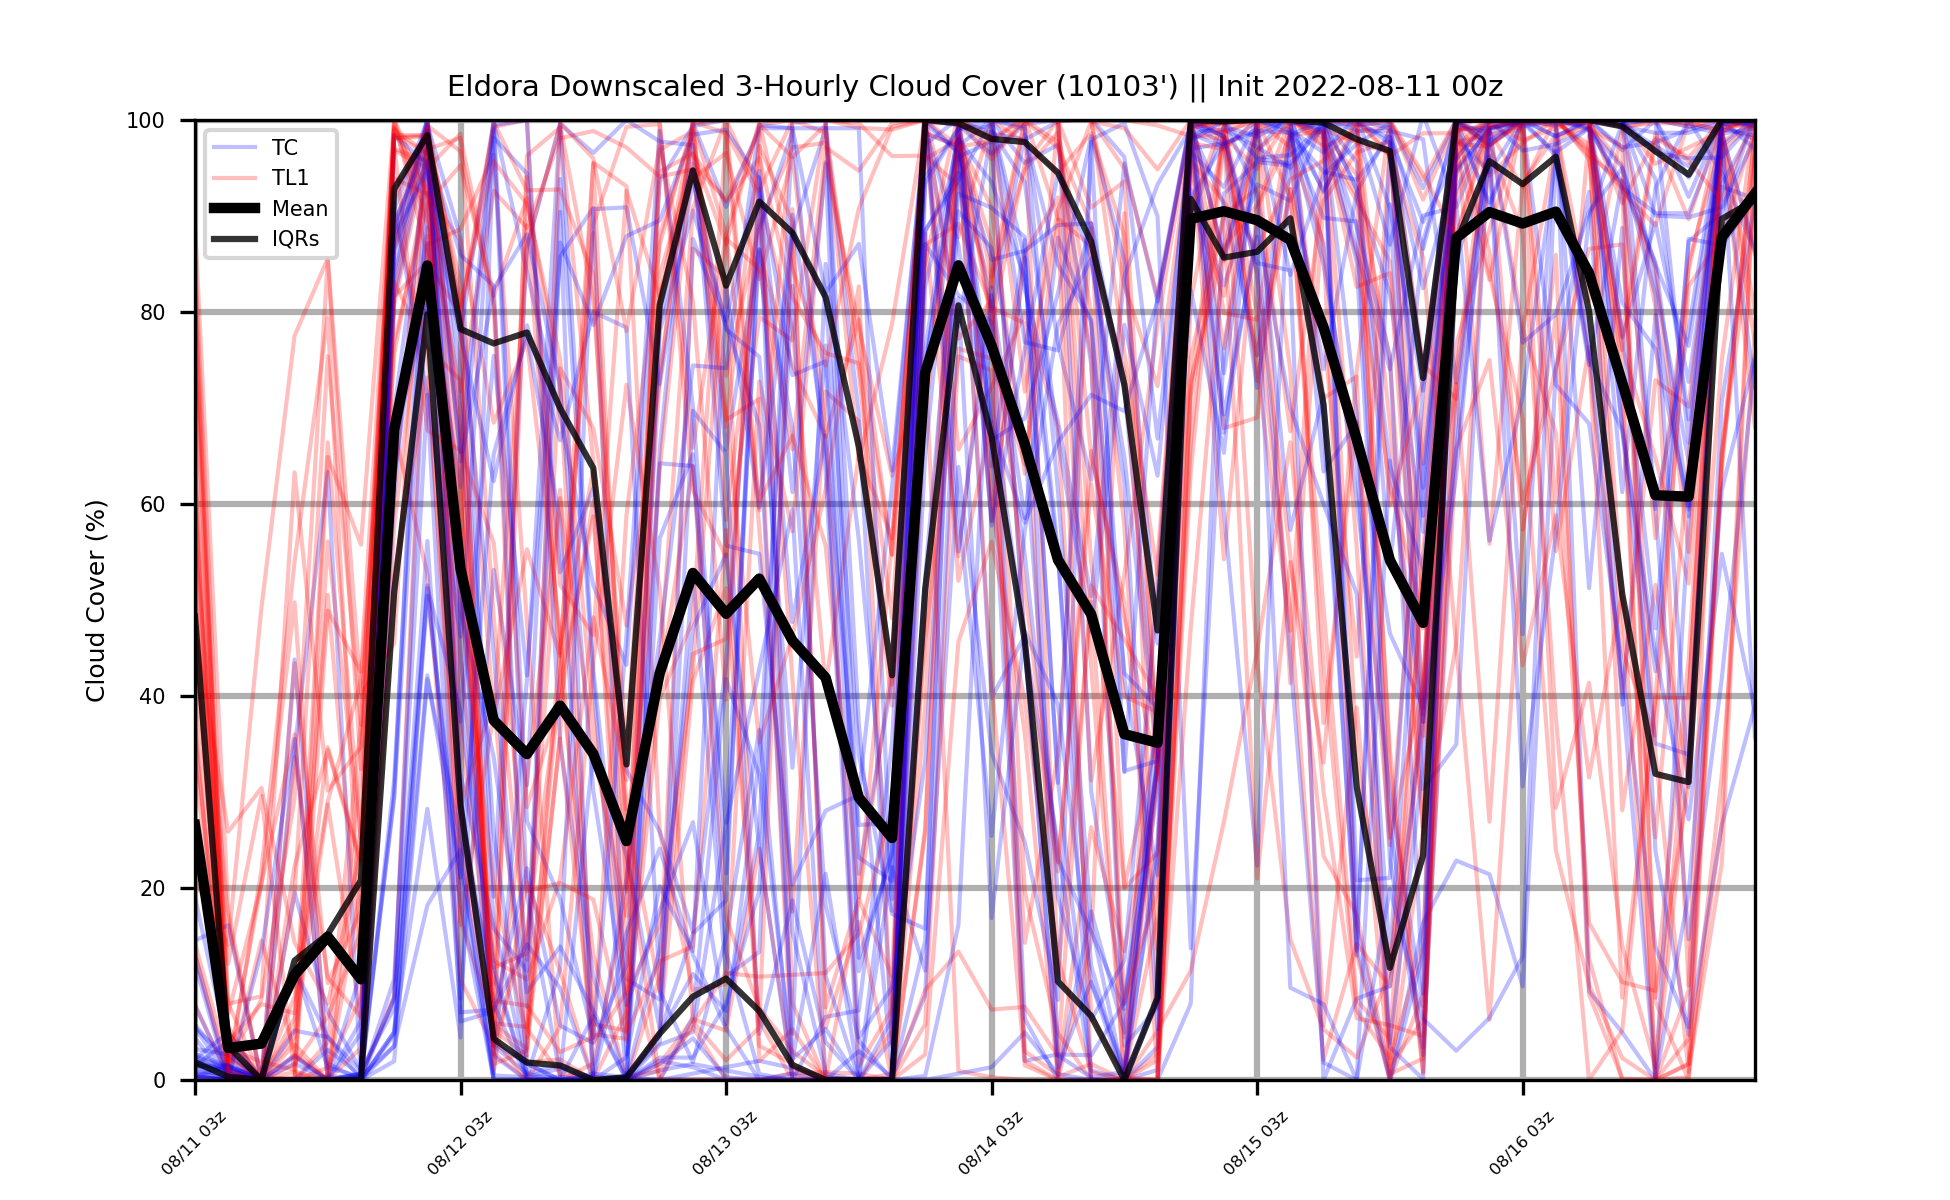 Eldora Downscaled 3-Hourly Cloud Cover (10103') || Init 2022-08-11 00z
Cloud Cover (%)
100
80
60
40
20
0
TC
TL1
Mean
IQRs
08/11 03z
08/12 03z
08/13 03z
08/14 03z
08/15 03z
08/16 03z